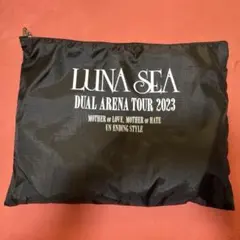 LUNA SEA
DUAL ARENA TOUR 2023
MOTHER OF LOVE, MOTHER OF HATE
UN ENDING STYLE